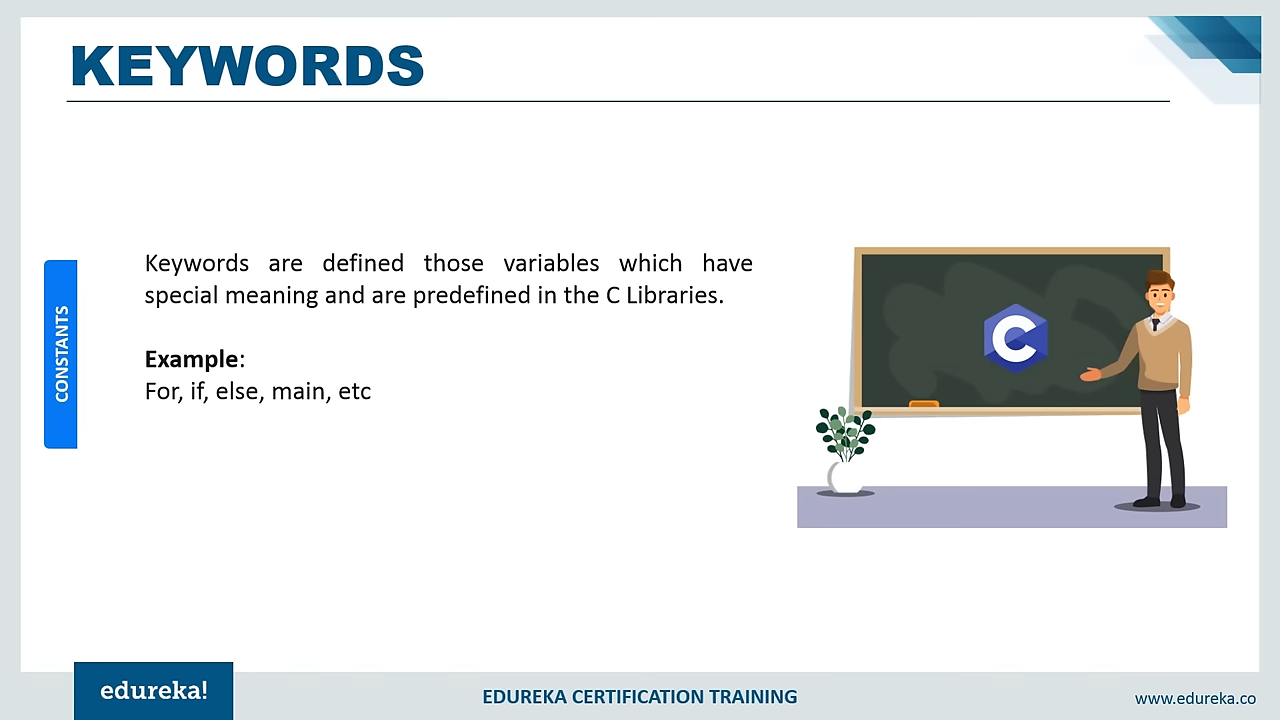 KEYWORDS
CONSTANTS
Keywords are defined those variables which have
special meaning and are predefined in the C Libraries.
Example:
For, if, else, main, etc
C
edureka!
EDUREKA CERTIFICATION TRAINING
www.edureka.co